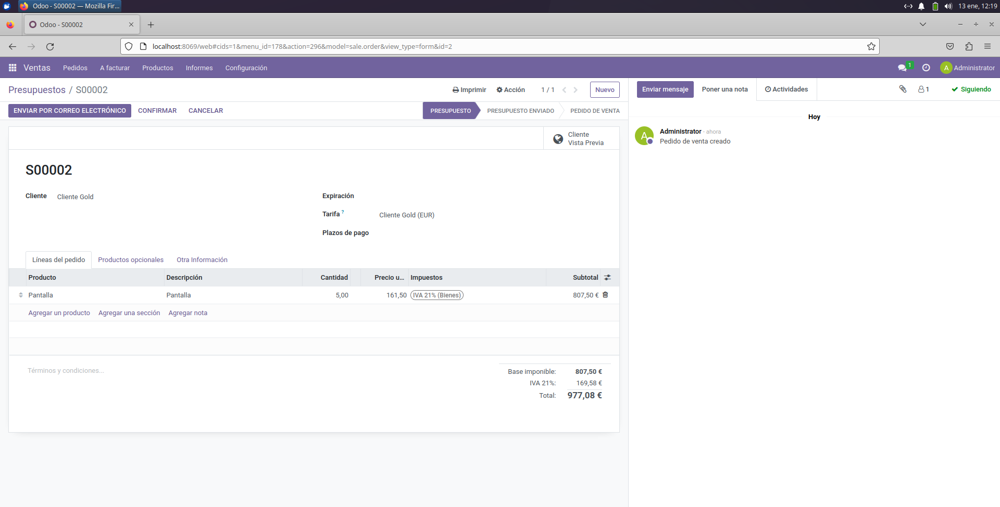 Odoo - S00002 — Mozilla Fir...
13 ene, 12:19
Odoo - S00002
localhost:8069/web#cids=1&menu_id=178&action=296&model=sale.order&view_type=form&id=2
Ventas Pedidos A facturar Productos Informes Configuración
1
A Administrator
Presupuestos / S00002
Imprimir Acción 1 / 1 Nuevo
Enviar mensaje Poner una nota Actividades 1 Siguiendo
ENVIAR POR CORREO ELECTRÓNICO CONFIRMAR CANCELAR
PRESUPUESTO PRESUPUESTO ENVIADO PEDIDO DE VENTA
Hoy
A
Administrator - ahora
Pedido de venta creado
Cliente
Vista Previa
S00002
Cliente Cliente Gold
Expiración
Tarifa ? Cliente Gold (EUR)
Plazos de pago
Líneas del pedido Productos opcionales Otra Información
Producto Descripción Cantidad Precio u... Impuestos Subtotal
Pantalla Pantalla 5,00 161,50 IVA 21% (Bienes) 807,50 €
Agregar un producto Agregar una sección Agregar nota
Términos y condiciones...
Base imponible: 807,50 €
IVA 21%: 169,58 €
Total: 977,08 €